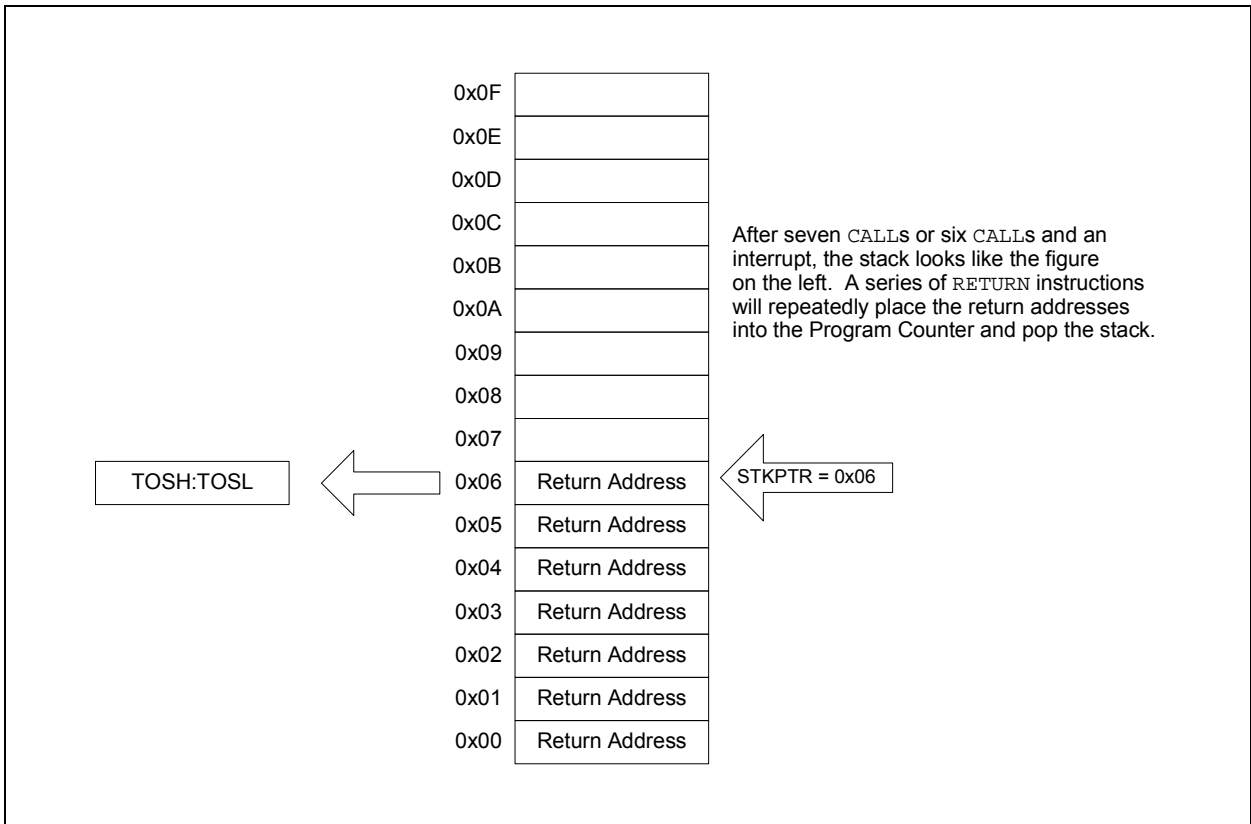 0x0F
0x0E
0x0D
0x0C
0x0B
0x0A
0x09
0x08
0x07
After seven CALLs or six CALLs and an
interrupt, the stack looks like the figure
on the left. A series of RETURN instructions
will repeatedly place the return addresses
into the Program Counter and pop the stack.
TOSH:TOSL
0x06 Return Address
STKPTR = 0x06
0x05 Return Address
0x04 Return Address
0x03 Return Address
0x02 Return Address
0x01 Return Address
0x00 Return Address